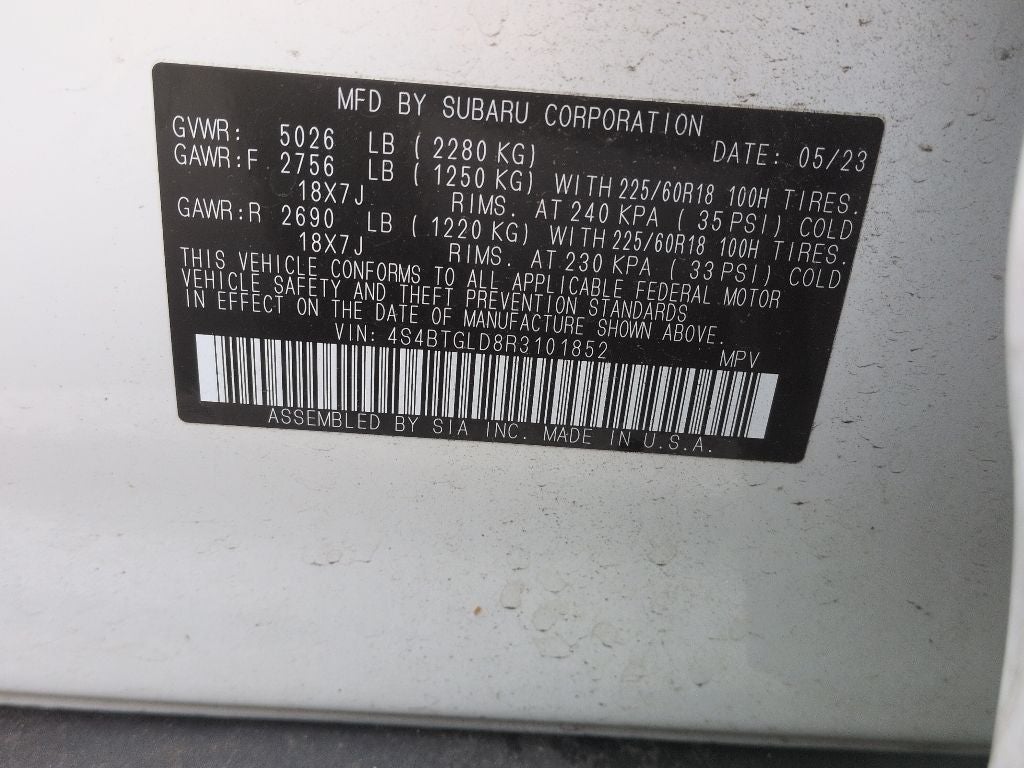 MFD BY SUBARU CORPORATION
GVWR: 5026 LB ( 2280 KG) DATE: 05/23
GAWR:F 2756 LB ( 1250 KG) WITH 225/60R18 100H TIRES.
18X7J RIMS. AT 240 KPA ( 35 PSI) COLD
GAWR:R 2690 LB ( 1220 KG) WITH 225/60R18 100H TIRES.
18X7J RIMS. AT 230 KPA ( 33 PSI) COLD
THIS VEHICLE CONFORMS TO ALL APPLICABLE FEDERAL MOTOR
VEHICLE SAFETY AND THEFT PREVENTION STANDARDS
IN EFFECT ON THE DATE OF MANUFACTURE SHOWN ABOVE.
VIN: 4S4BTGLD8R3101852 MPV
ASSEMBLED BY SIA INC. MADE IN U.S.A.